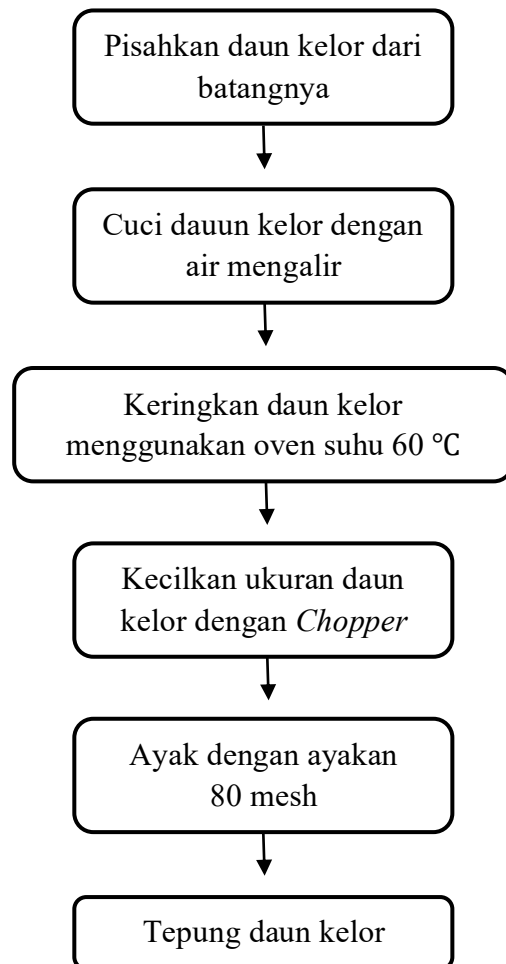 Pisahkan daun kelor dari
batangnya
Cuci dauun kelor dengan
air mengalir
Keringkan daun kelor
menggunakan oven suhu 60 ℃
Kecilkan ukuran daun
kelor dengan Chopper
Ayak dengan ayakan
80 mesh
Tepung daun kelor